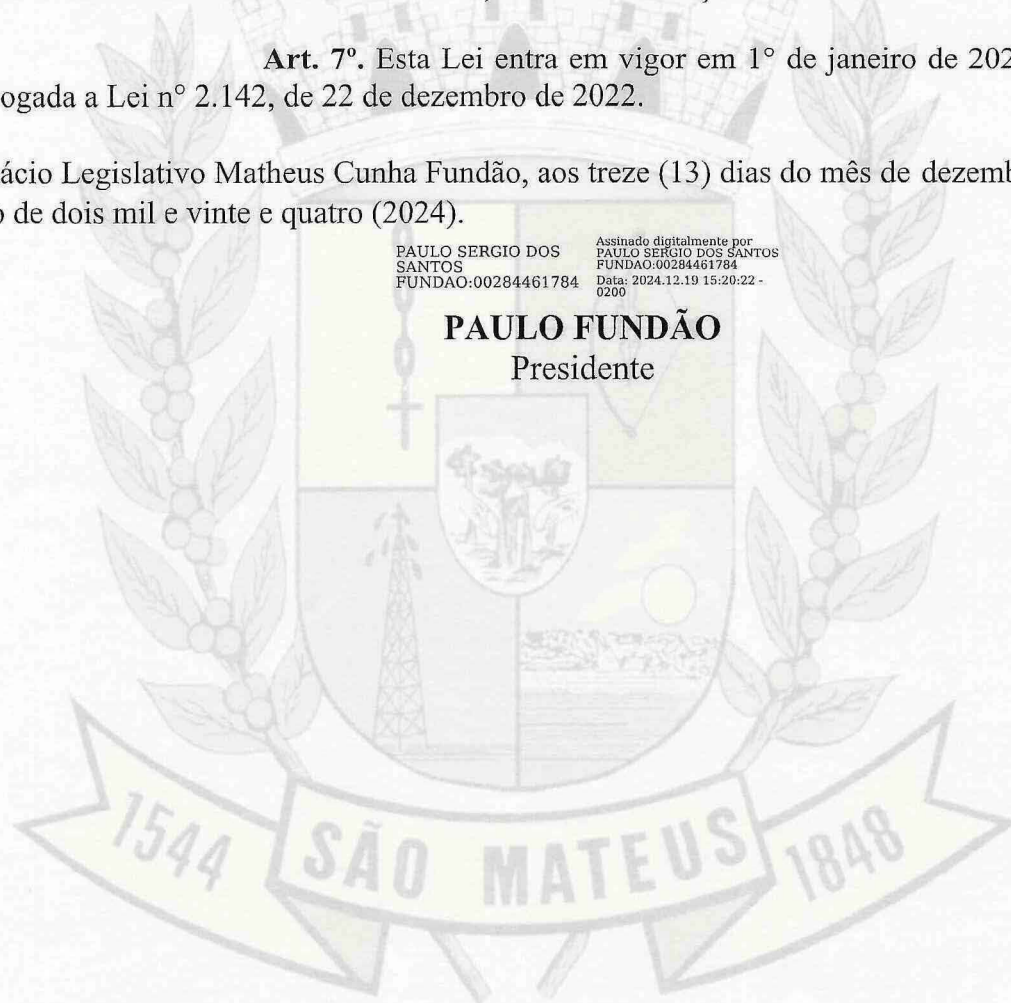 Art. 7º. Esta Lei entra em vigor em 1° de janeiro de 202
ogada a Lei n° 2.142, de 22 de dezembro de 2022.
ácio Legislativo Matheus Cunha Fundão, aos treze (13) dias do mês de dezemb
o de dois mil e vinte e quatro (2024).
PAULO SERGIO DOS
SANTOS
FUNDAO:00284461784
Assinado digitalmente por
PAULO SERGIO DOS SANTOS
FUNDAO:00284461784
Data: 2024.12.19 15:20:22 -
0200
PAULO FUNDÃO
Presidente
1544
SÃO MATEUS
1848